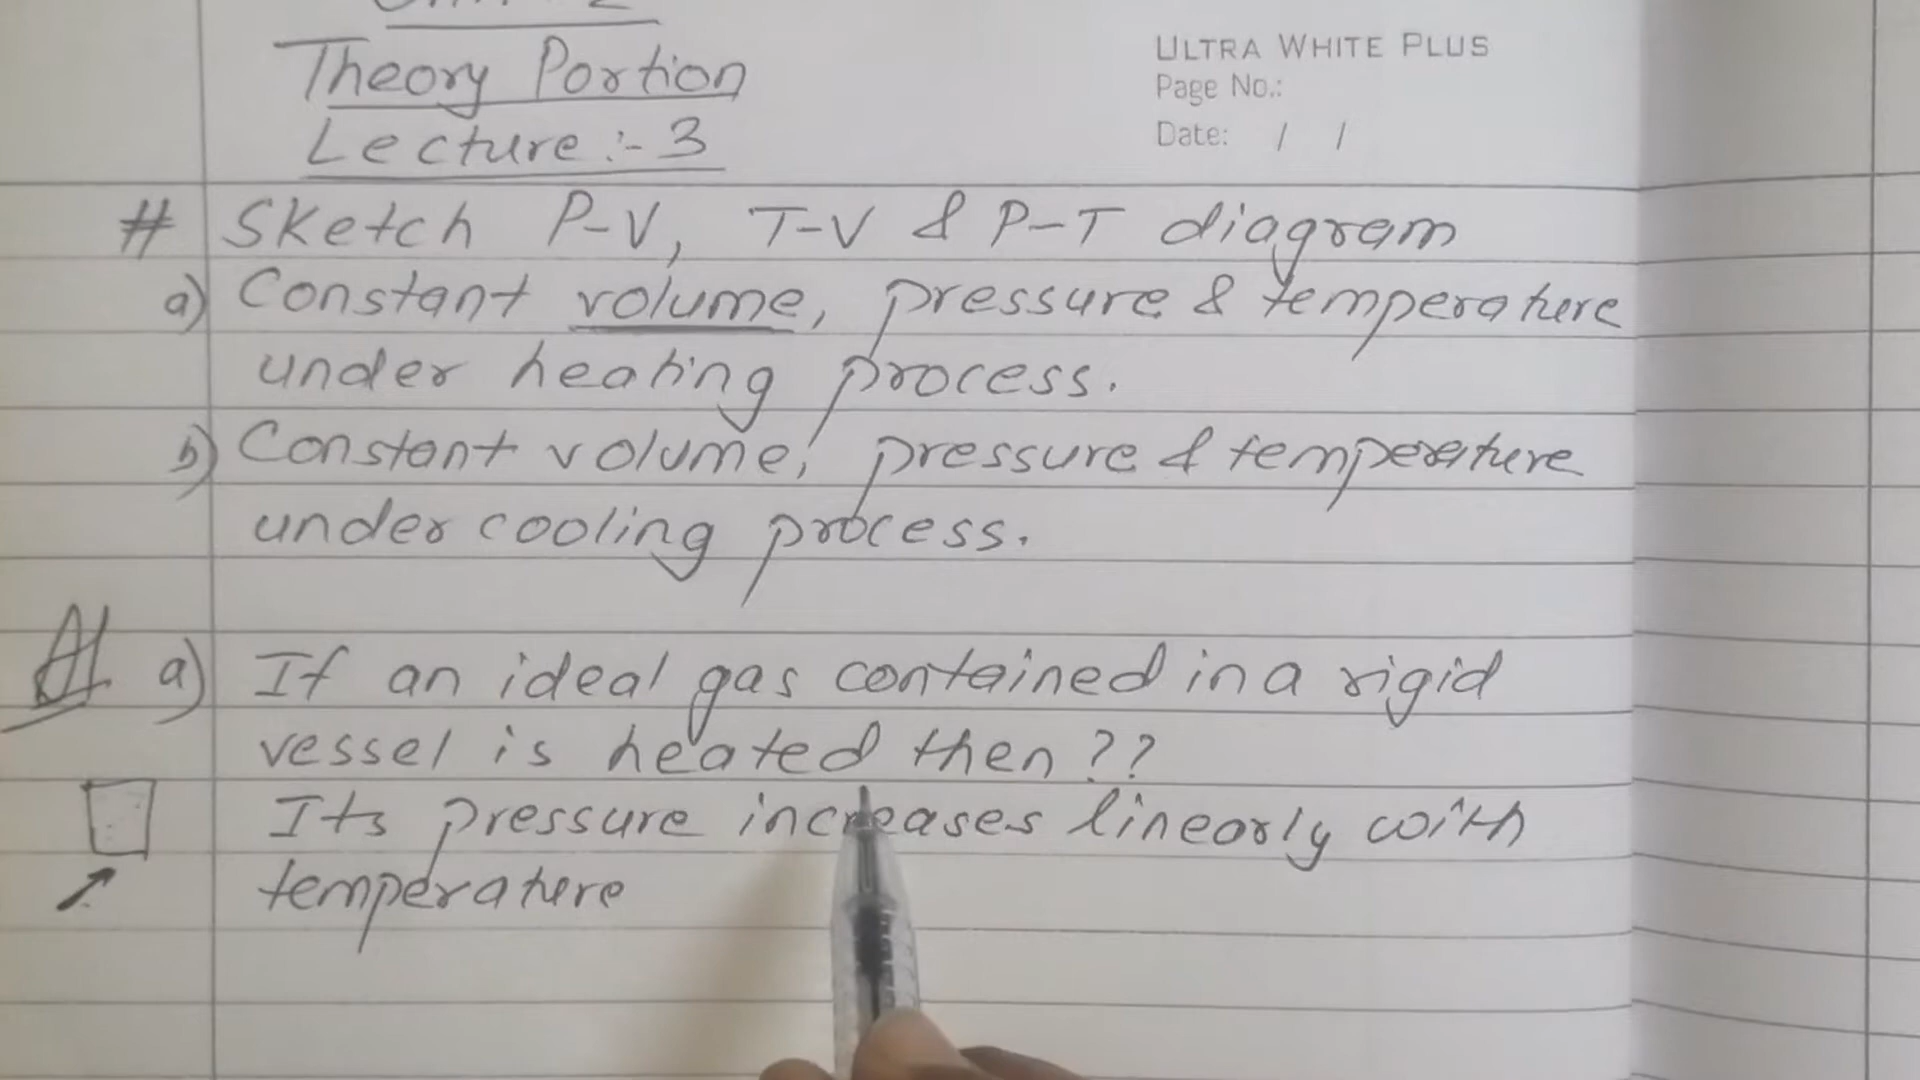 Theory Portion
ULTRA WHITE PLUS
Page No.:
Lecture :- 3
Date: / /
# Sketch P-V, T-V & P-T diagram
a) Constant volume, pressure & temperature
under heating process.
b) Constant volume, pressure & temperature
under cooling process.
a) If an ideal gas contained in a rigid
vessel is heated then ??
Its pressure increases linearly with
temperature